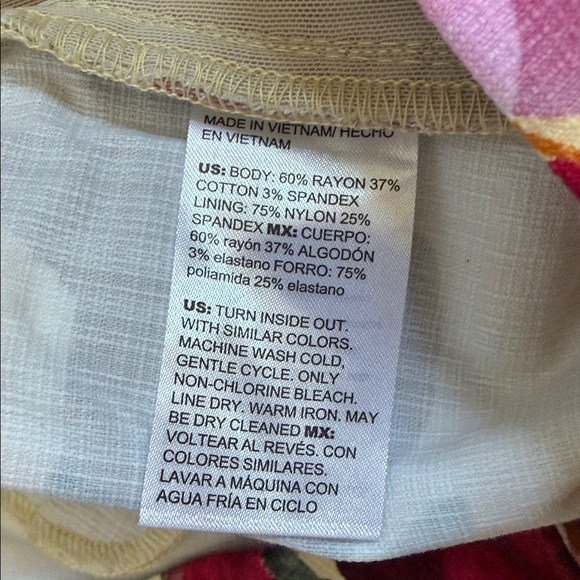 MADE IN VIETNAM/ HECHO
EN VIETNAM
US: BODY: 60% RAYON 37%
COTTON 3% SPANDEX
LINING: 75% NYLON 25%
SPANDEX MX: CUERPO:
60% rayón 37% ALGODÓN
3% elastano FORRO: 75%
poliamida 25% elastano
US: TURN INSIDE OUT.
WITH SIMILAR COLORS.
MACHINE WASH COLD,
GENTLE CYCLE. ONLY
NON-CHLORINE BLEACH.
LINE DRY. WARM IRON. MAY
BE DRY CLEANED MX:
VOLTEAR AL REVÉS. CON
COLORES SIMILARES.
LAVAR A MÁQUINA CON
AGUA FRÍA EN CICLO